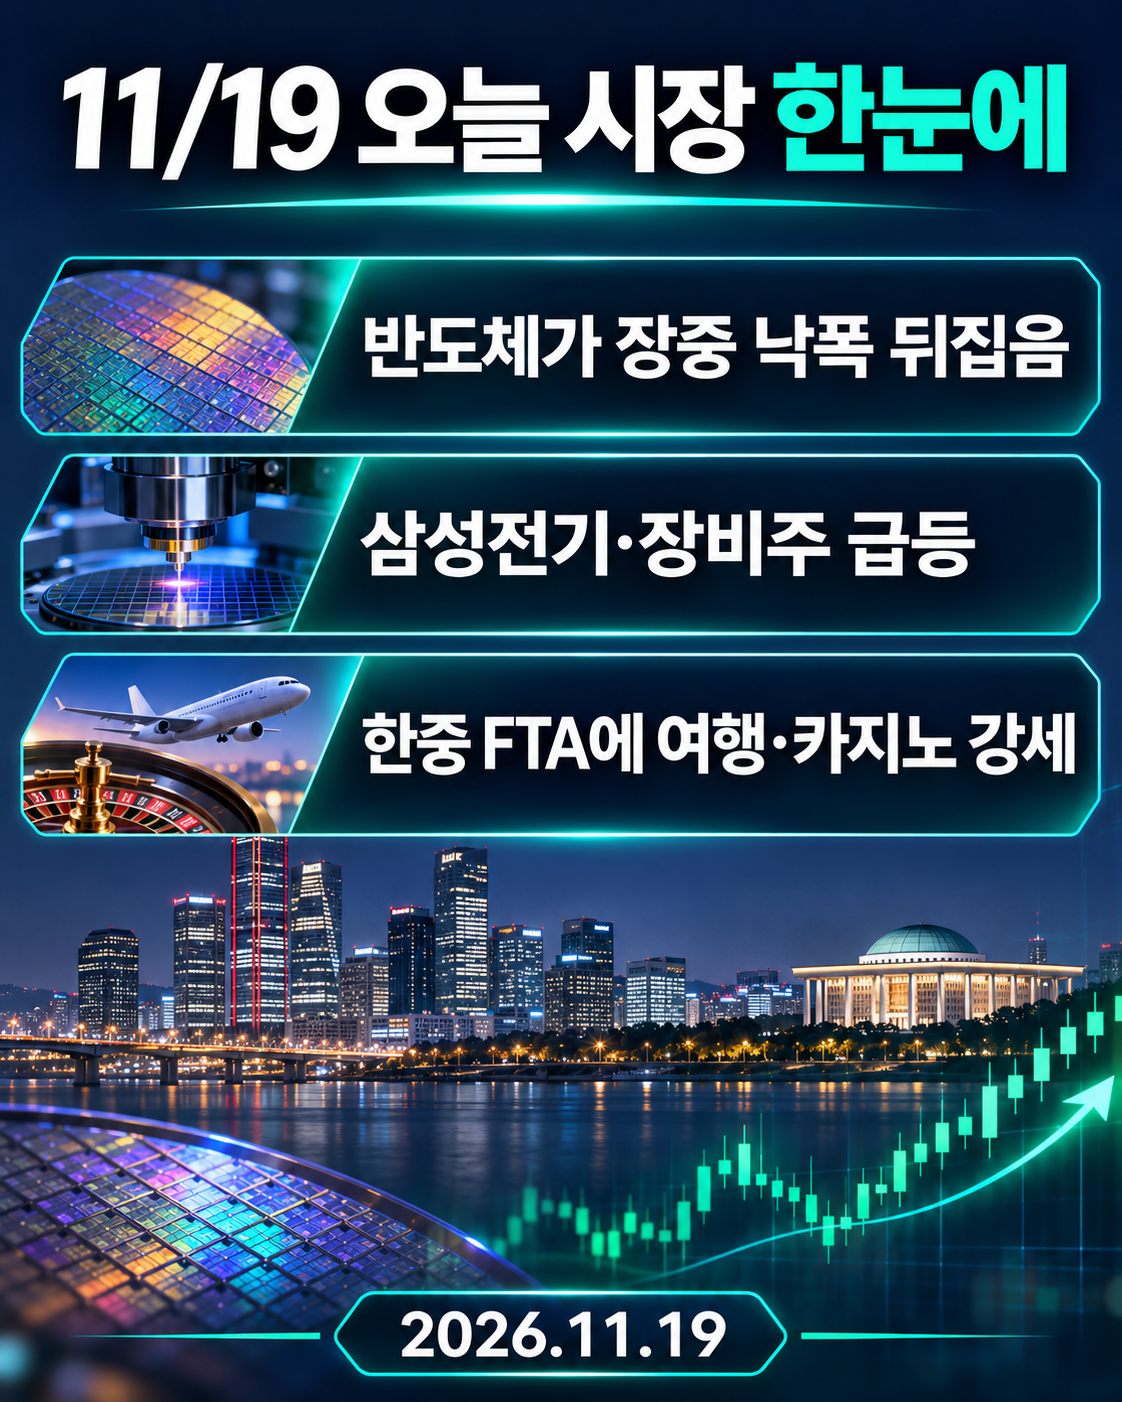 11/19 오늘 시장 한눈에
반도체가 장중 낙폭 뒤집음
삼성전기·장비주 급등
한중 FTA에 여행·카지노 강세
2026.11.19